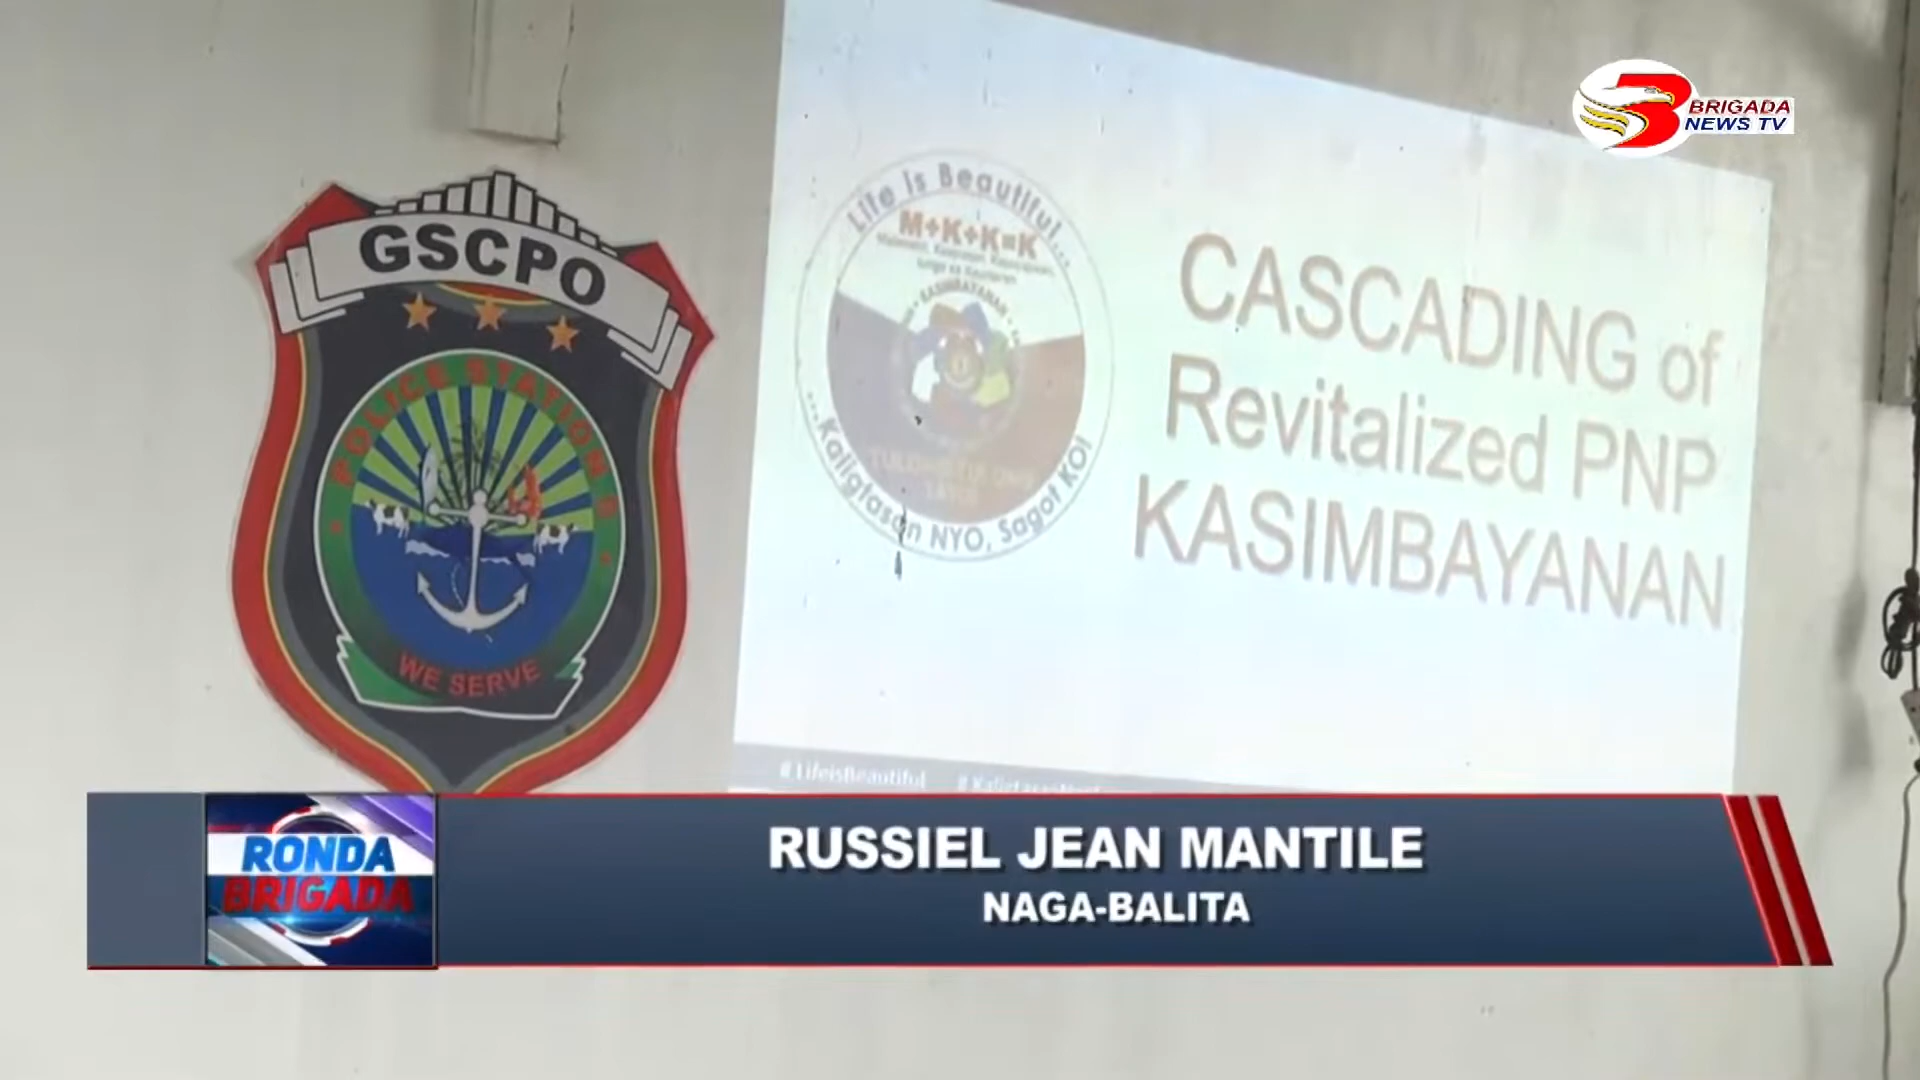 BRIGADA
NEWS TV
GSCPO
POLICE STATION
WE SERVE
Life is Beautiful...
M+K+K=K
KASIMBAYANAN
...Kaligtasan NYO, Sagot KO!
CASCADING of
Revitalized PNP
KASIMBAYANAN
#LifeisBeautiful
RONDA
BRIGADA
RUSSIEL JEAN MANTILE
NAGA-BALITA